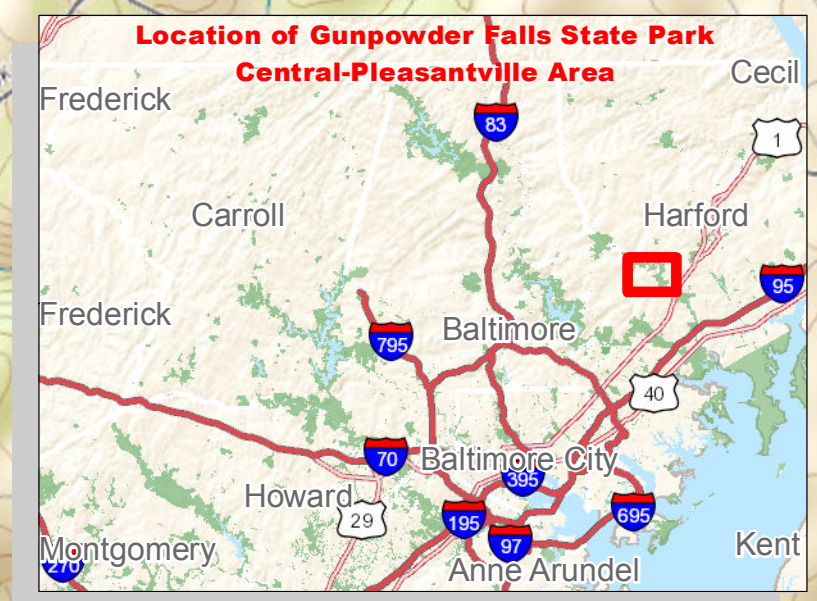 Location of Gunpowder Falls State Park
Central-Pleasantville Area
Cecil
Frederick
83
1
Carroll
Harford
95
Frederick
Baltimore
795
40
70
Baltimore City
395
Howard
29
195
695
97
Kent
Montgomery
270
Anne Arundel